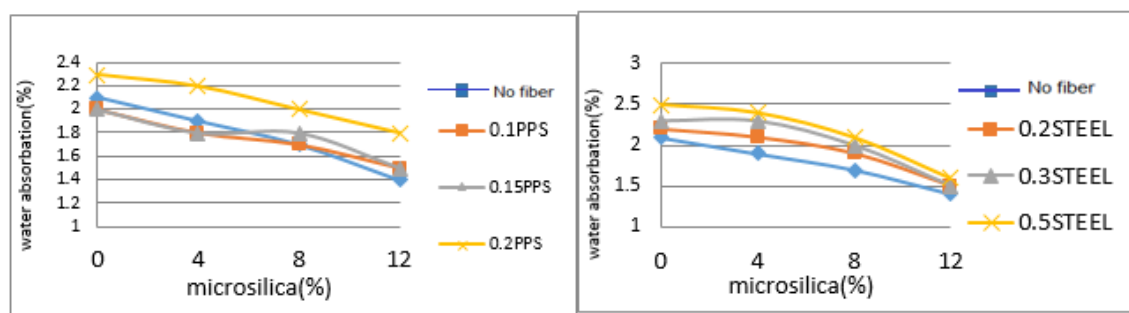 water absorbation(%)
2.4
2.2
2
1.8
1.6
1.4
1.2
1
0 4 8 12
microsilica(%)
No fiber
0.1PPS
0.15PPS
0.2PPS
water absorbation(%)
3
2.5
2
1.5
1
0 4 8 12
microsilica(%)
No fiber
0.2STEEL
0.3STEEL
0.5STEEL